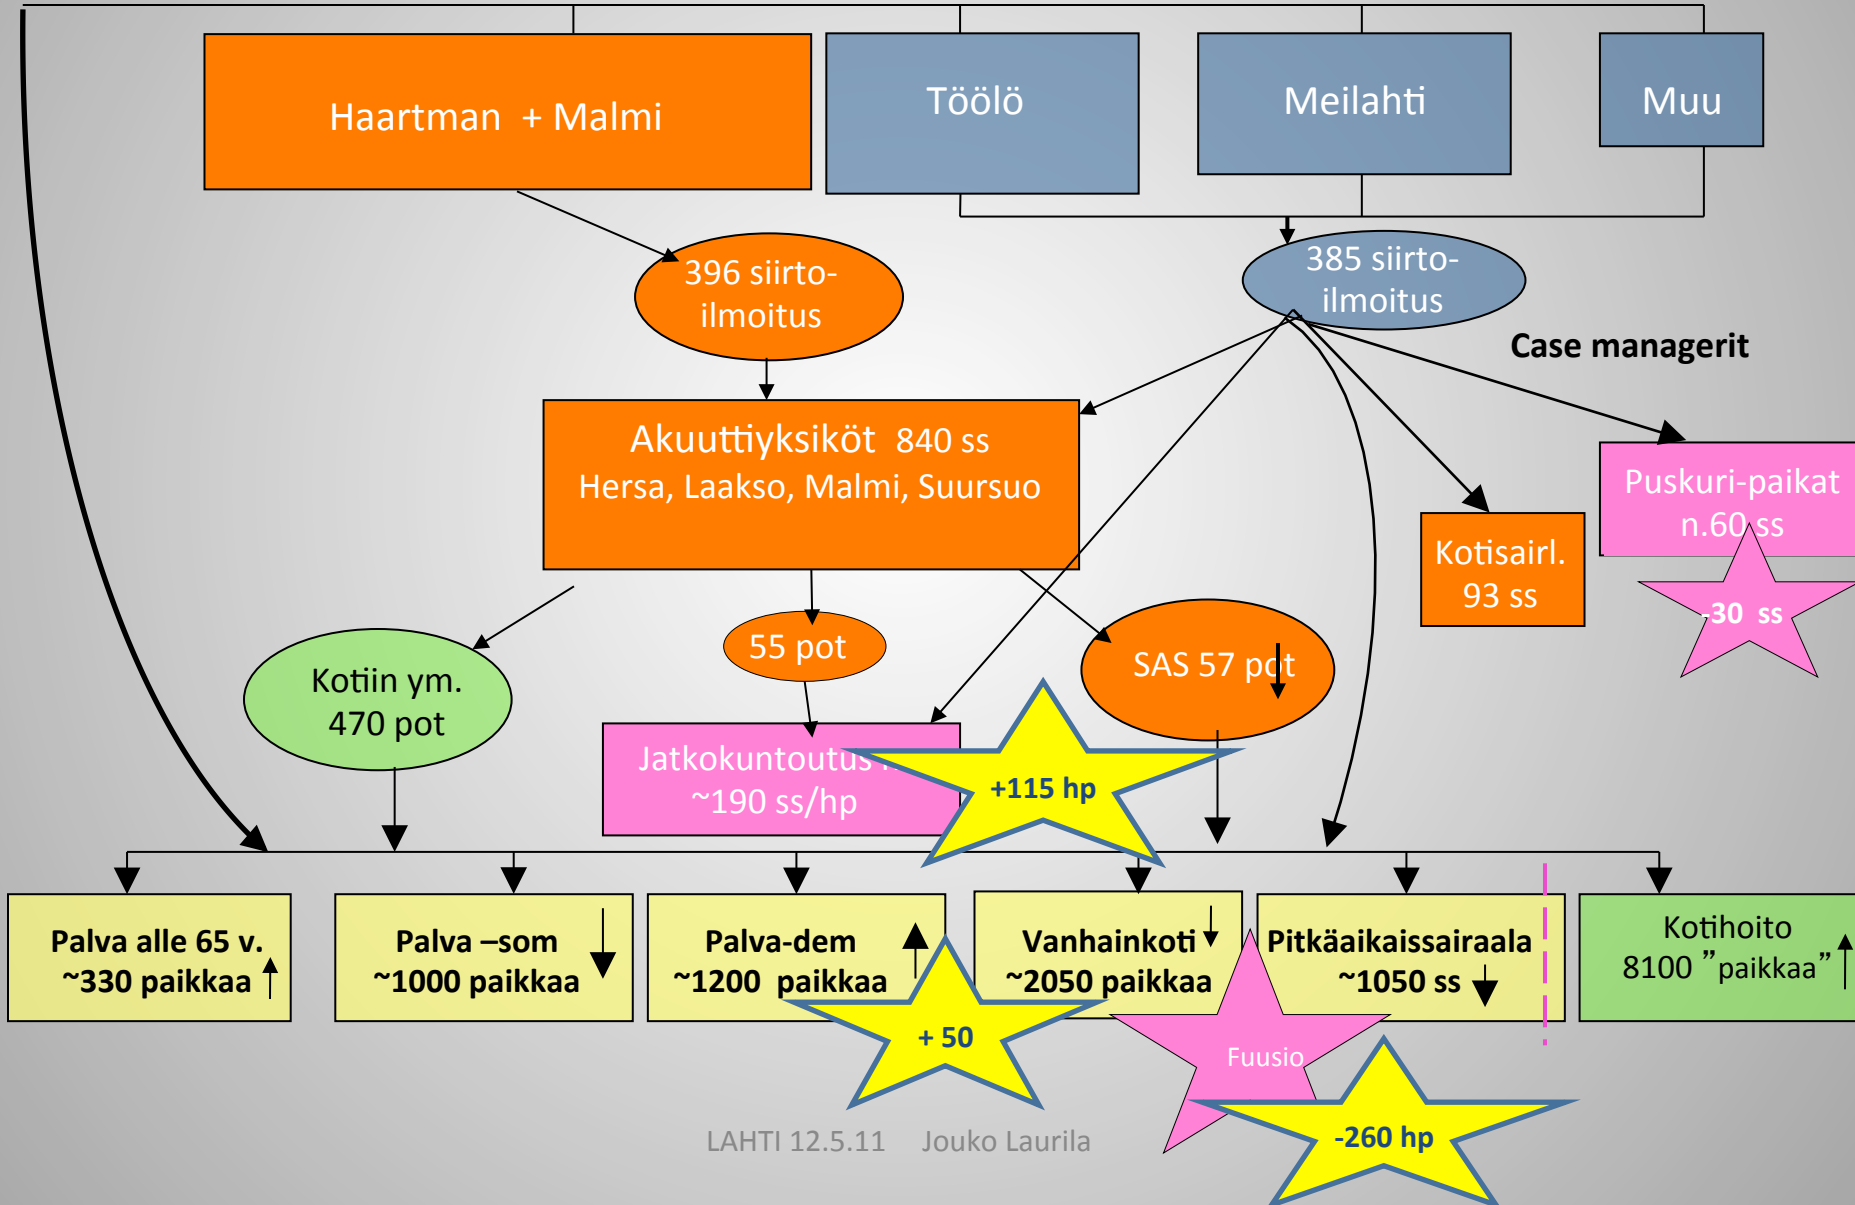 Haartman + Malmi
Töölö
Meilahti
Muu
396 siirto-
ilmoitus
385 siirto-
ilmoitus
Case managerit
Akuuttiyksiköt 840 ss
Hersa, Laakso, Malmi, Suursuo
Puskuri-paikat
n.60 ss
-30 ss
Kotisairl.
93 ss
Kotiin ym.
470 pot
55 pot
SAS 57 pot
Jatkokuntoutus
~190 ss/hp
+115 hp
Palva alle 65 v.
~330 paikkaa
Palva –som
~1000 paikkaa
Palva-dem
~1200 paikkaa
Vanhainkoti
~2050 paikkaa
Pitkäaikaissairaala
~1050 ss
Kotihoito
8100 ”paikkaa”
+ 50
Fuusio
-260 hp
LAHTI 12.5.11 Jouko Laurila